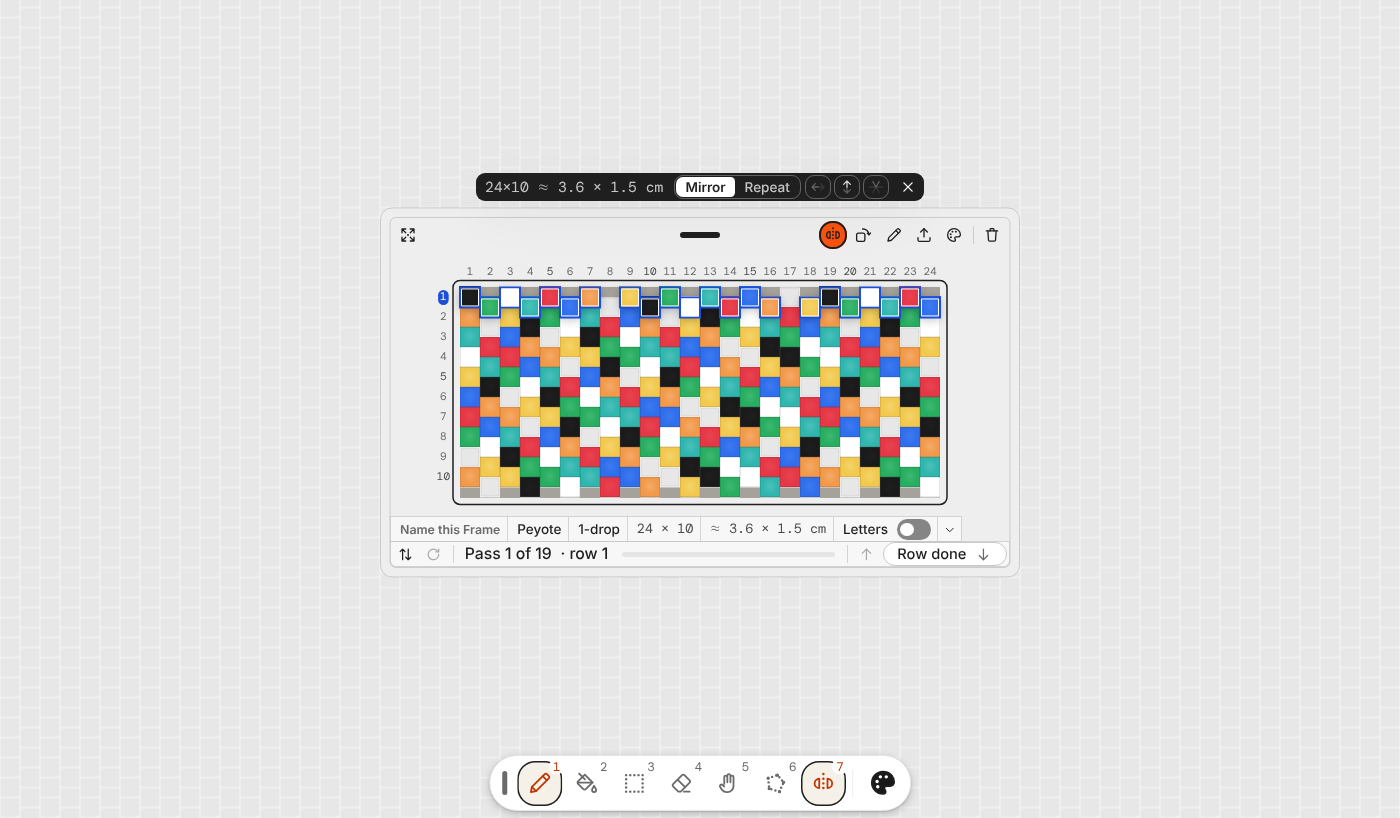 24×10 ≈ 3.6 × 1.5 cm Mirror Repeat
1 2 3 4 5 6 7 8 9 10 11 12 13 14 15 16 17 18 19 20 21 22 23 24
1
2
3
4
5
6
7
8
9
10
Name this Frame Peyote 1-drop 24 × 10 ≈ 3.6 × 1.5 cm Letters
Pass 1 of 19 · row 1 Row done
1 2 3 4 5 6 7